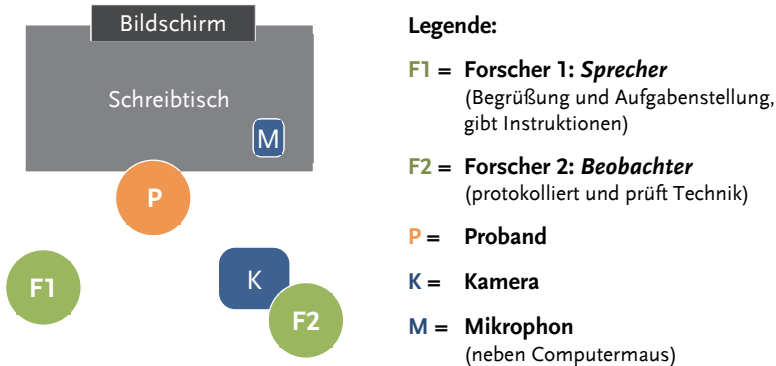 Bildschirm
Schreibtisch
M
P
F1
K
F2
Legende:
F1 = Forscher 1: Sprecher
(Begrüßung und Aufgabenstellung,
gibt Instruktionen)
F2 = Forscher 2: Beobachter
(protokolliert und prüft Technik)
P = Proband
K = Kamera
M = Mikrophon
(neben Computermaus)